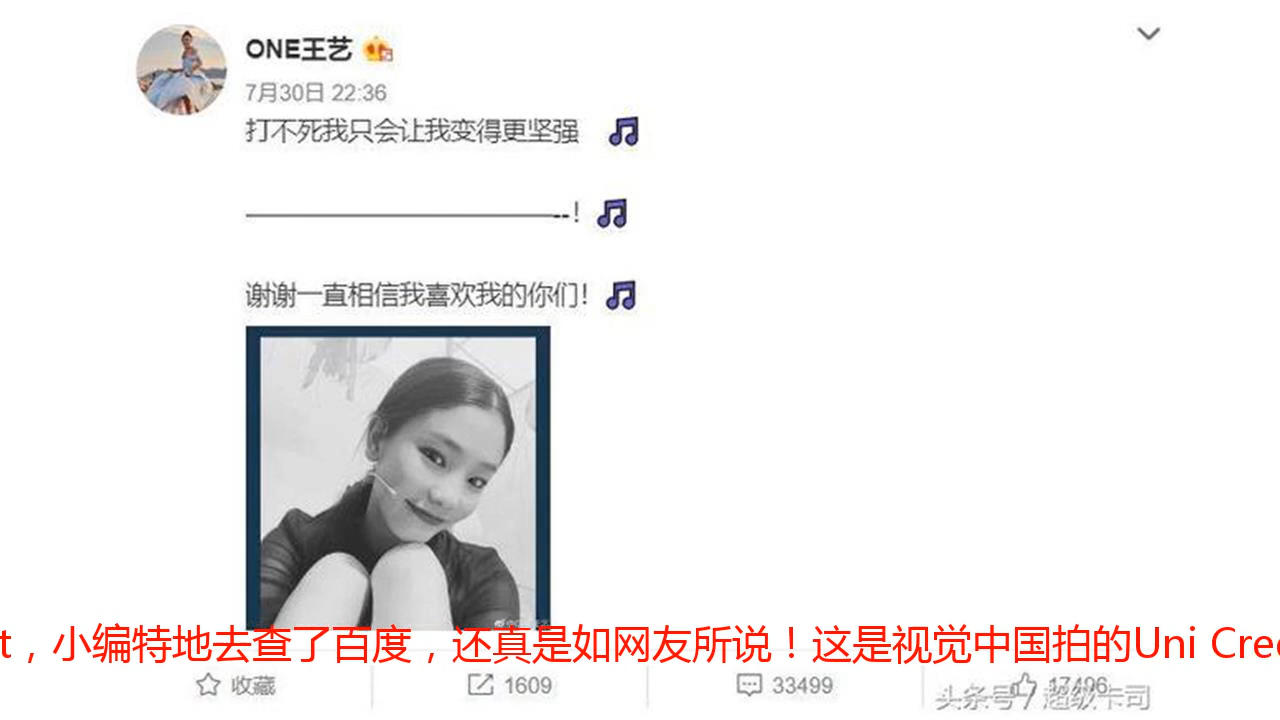 ONE王艺
7月30日 22:36
打不死我只会让我变得更坚强
————————————--!
谢谢一直相信我喜欢我的你们!
t，小编特地去查了百度，还真是如网友所说！这是视觉中国拍的Uni Cre
收藏
1609
33499
17496
头条号 / 超级卡司